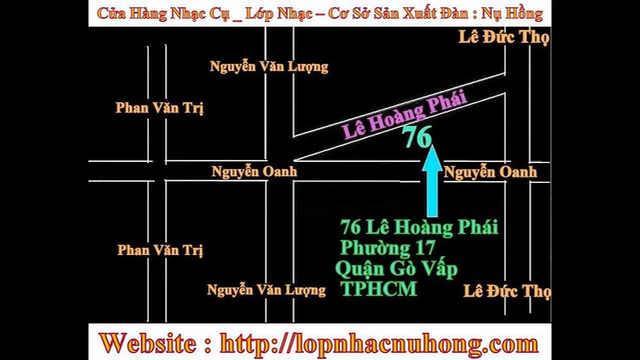 Cửa Hàng Nhạc Cụ _ Lớp Nhạc – Cơ Sở Sản Xuất Đàn : Nụ Hồng
Lê Đức Thọ
Nguyễn Văn Lượng
Phan Văn Trị
Lê Hoàng Phái
76
Nguyễn Oanh
Nguyễn Oanh
76 Lê Hoàng Phái
Phường 17
Quận Gò Vấp
TPHCM
Phan Văn Trị
Nguyễn Văn Lượng
Lê Đức Thọ
Website : http://lopnhacnuhong.com